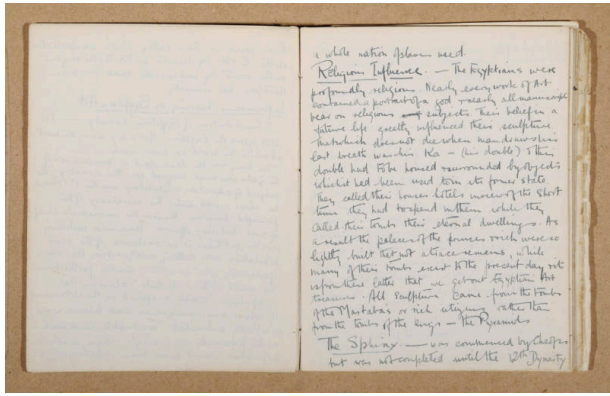 a whole nation of slaves need.
Religious Influence. — The Egyptians were
profoundly religious. Nearly every work of Art
contained a portrait of a god & nearly all manuscripts
bear on religious subjects. Their belief in a
future life greatly influenced their sculpture
that which does not die when man draws his
last breath was his Ka — (his double) & this
double had to be housed & surrounded by objects
which it had been used to in its former state
They called their houses hotels in view of the short
time they had to spend in them while they
called their tombs their eternal dwellings. As
a result the palaces of the princes & rich were so
lightly built that not a trace remains, while
many of their tombs exist to the present day & it
is from these latter that we get our Egyptian Art
treasures. All sculpture came from the tombs
of the Mastabas or rich citizens rather than
from the tombs of the kings — The Pyramids
The Sphinx — was commenced by Cheops
but was not completed until the 12th Dynasty